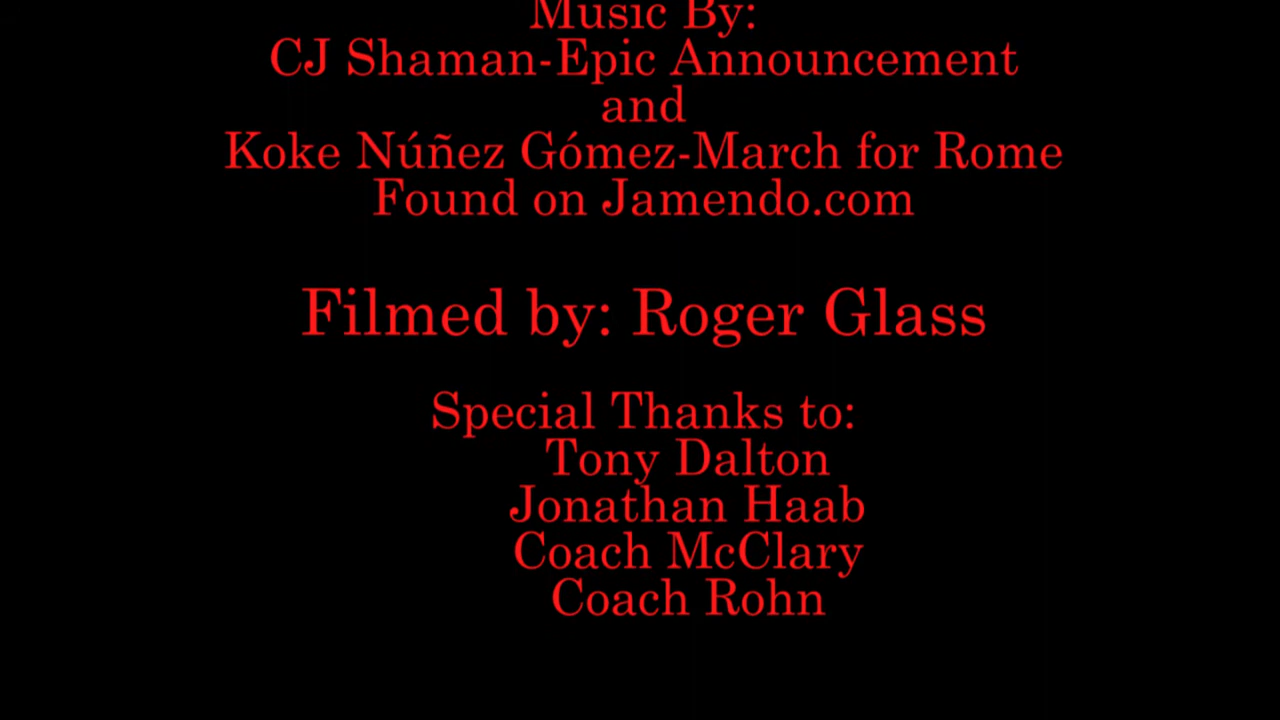 Music By:
CJ Shaman-Epic Announcement
and
Koke Núñez Gómez-March for Rome
Found on Jamendo.com
Filmed by: Roger Glass
Special Thanks to:
Tony Dalton
Jonathan Haab
Coach McClary
Coach Rohn